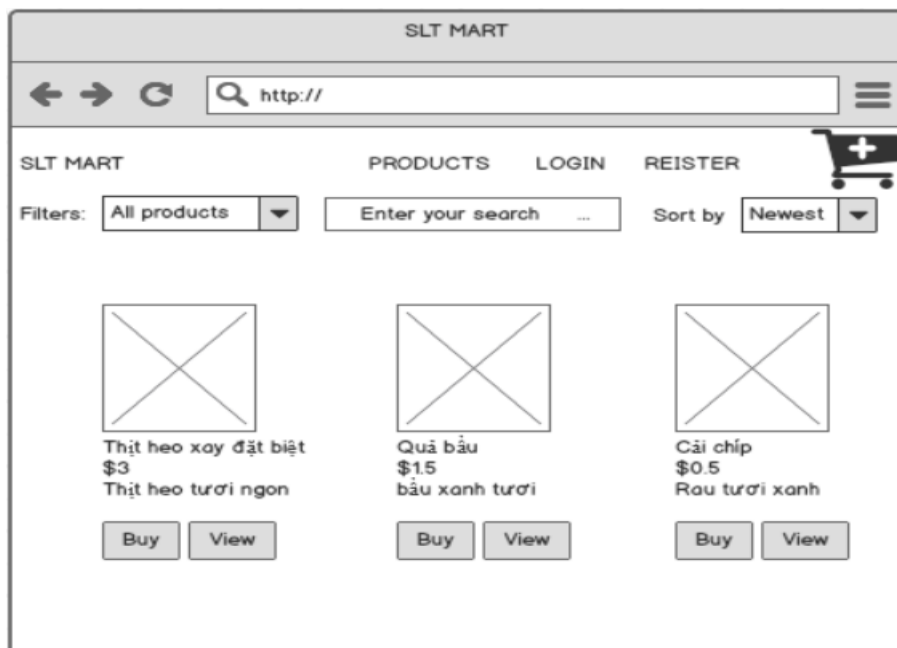 SLT MART
http://
SLT MART PRODUCTS LOGIN REISTER
Filters: All products Enter your search ... Sort by Newest
Thịt heo xay đặt biệt
$3
Thịt heo tươi ngon
Buy View
Quả bầu
$1.5
bầu xanh tươi
Buy View
Cải chíp
$0.5
Rau tươi xanh
Buy View